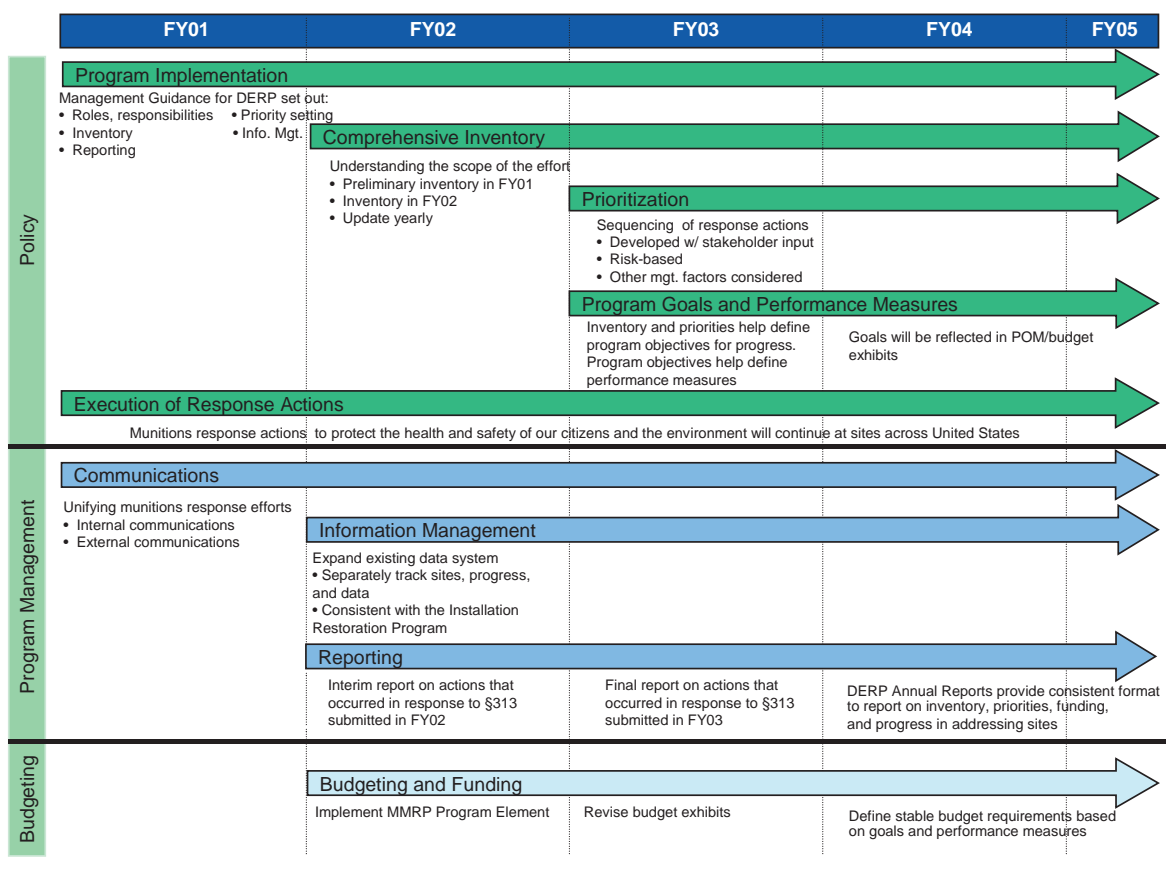 FY01 FY02 FY03 FY04 FY05
Policy
Program Implementation
Management Guidance for DERP set out:
• Roles, responsibilities • Priority setting
• Inventory • Info. Mgt.
• Reporting
Comprehensive Inventory
Understanding the scope of the effort
• Preliminary inventory in FY01
• Inventory in FY02
• Update yearly
Prioritization
Sequencing of response actions
• Developed w/ stakeholder input
• Risk-based
• Other mgt. factors considered
Program Goals and Performance Measures
Inventory and priorities help define
program objectives for progress.
Program objectives help define
performance measures
Goals will be reflected in POM/budget
exhibits
Execution of Response Actions
Munitions response actions to protect the health and safety of our citizens and the environment will continue at sites across United States
Program Management
Communications
Unifying munitions response efforts
• Internal communications
• External communications
Information Management
Expand existing data system
• Separately track sites, progress,
and data
• Consistent with the Installation
Restoration Program
Reporting
Interim report on actions that
occurred in response to §313
submitted in FY02
Final report on actions that
occurred in response to §313
submitted in FY03
DERP Annual Reports provide consistent format
to report on inventory, priorities, funding,
and progress in addressing sites
Budgeting
Budgeting and Funding
Implement MMRP Program Element
Revise budget exhibits
Define stable budget requirements based
on goals and performance measures